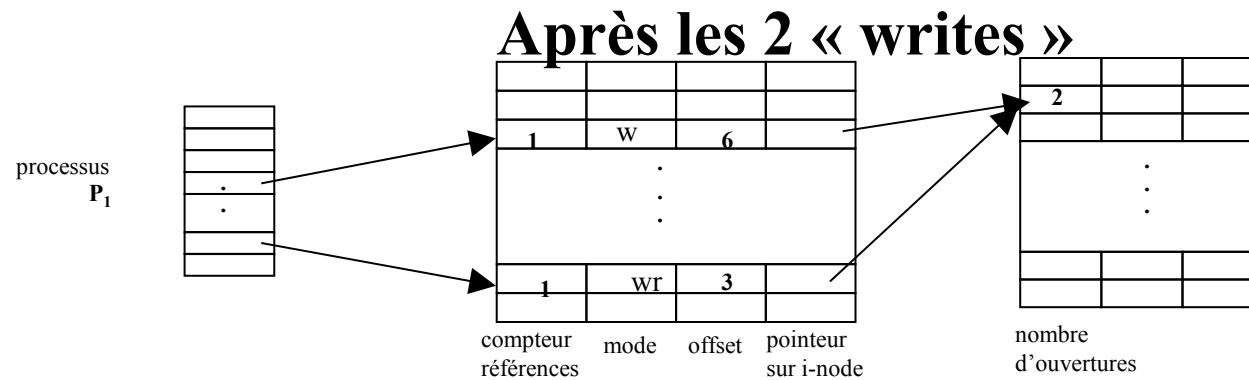 Après les 2 « writes »
2
1 w 6
processus
P1
1 wr 3
compteur
références
mode
offset
pointeur
sur i-node
nombre
d'ouvertures